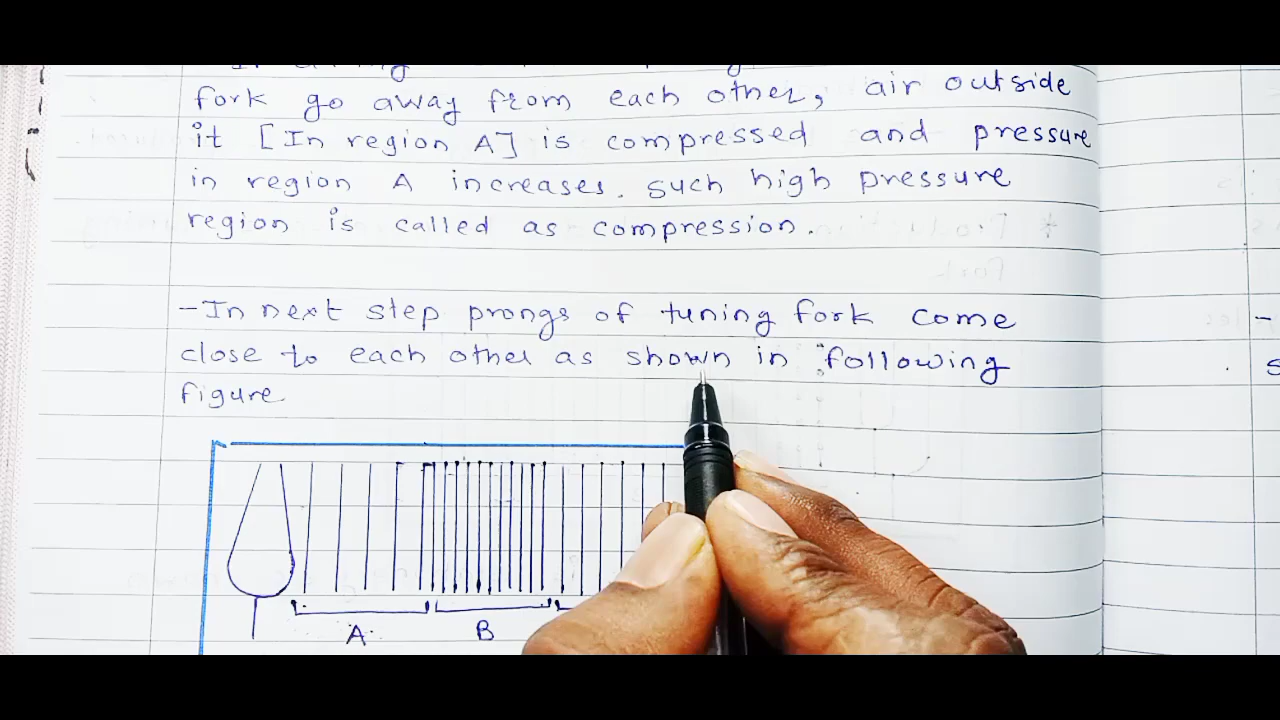 fork go away from each other, air outside
it [In region A] is compressed and pressure
in region A increases. such high pressure
region is called as compression.
- In next step prongs of tuning fork come
close to each other as shown in following
figure
A
B